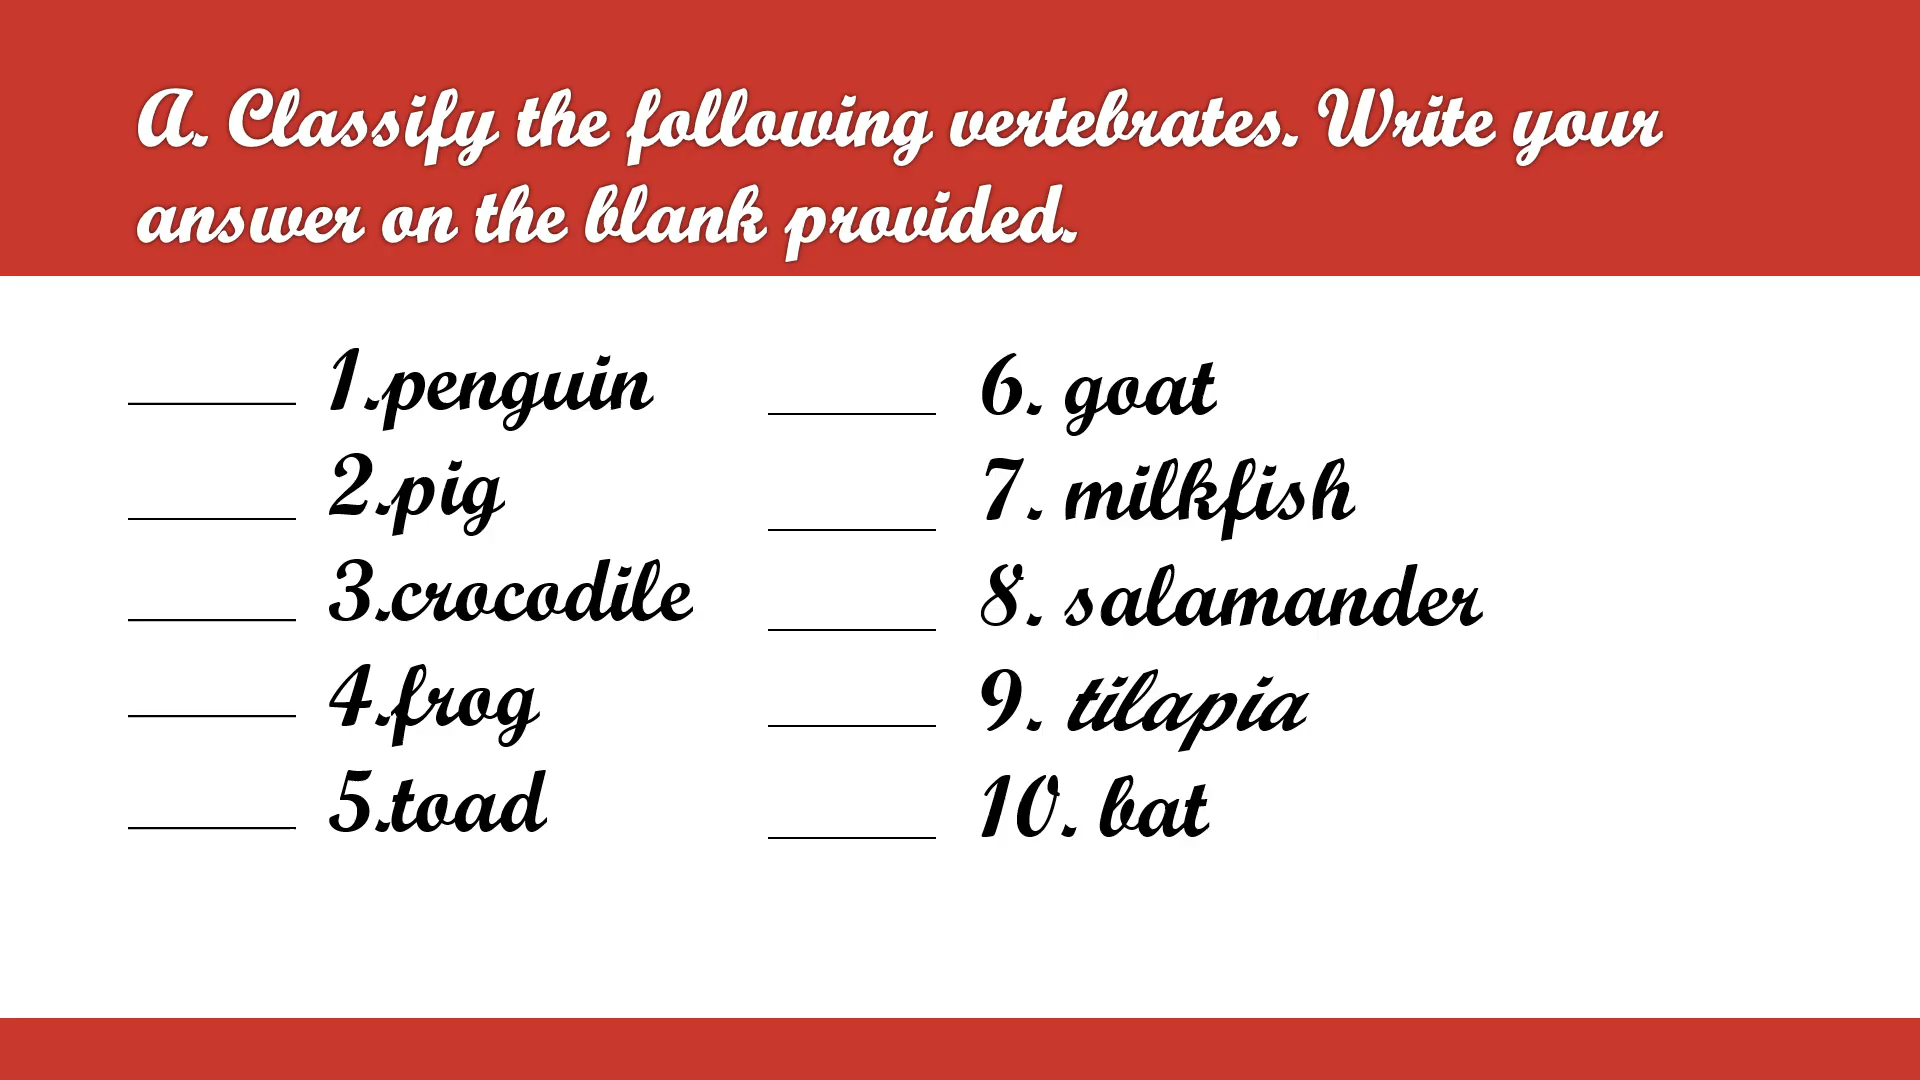 A. Classify the following vertebrates. Write your
answer on the blank provided.
1.penguin
2.pig
3.crocodile
4.frog
5.toad
6. goat
7. milkfish
8. salamander
9. tilapia
10. bat